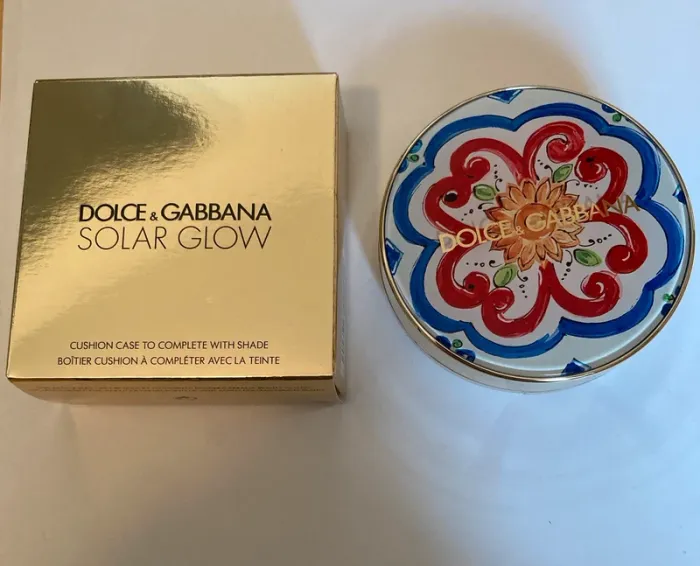 DOLCE & GABBANA
SOLAR GLOW
CUSHION CASE TO COMPLETE WITH SHADE
BOÎTIER CUSHION À COMPLÉTER AVEC LA TEINTE
DOLCE & GABBANA